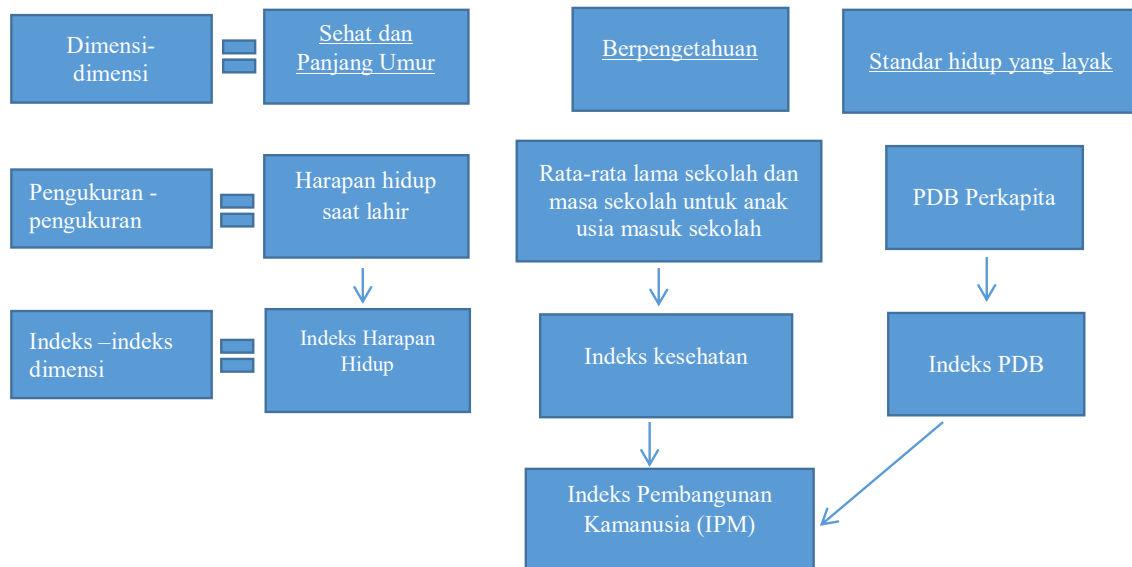 Dimensi-
dimensi
Sehat dan
Panjang Umur
Berpengetahuan
Standar hidup yang layak
Pengukuran -
pengukuran
Harapan hidup
saat lahir
Rata-rata lama sekolah dan
masa sekolah untuk anak
usia masuk sekolah
PDB Perkapita
Indeks –indeks
dimensi
Indeks Harapan
Hidup
Indeks kesehatan
Indeks PDB
Indeks Pembangunan
Kamanusia (IPM)